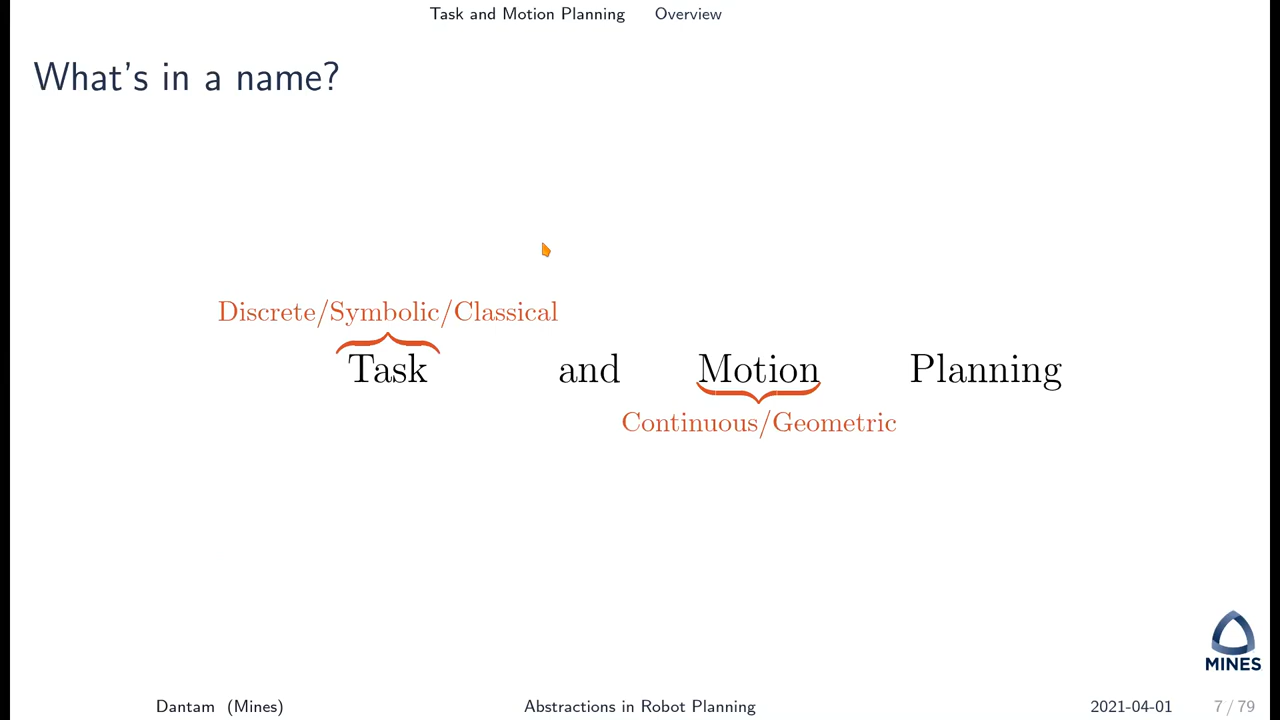 Task and Motion Planning Overview
What's in a name?
Discrete/Symbolic/Classical
Task and Motion Planning
Continuous/Geometric
MINES
Dantam (Mines) Abstractions in Robot Planning 2021-04-01 7 / 79